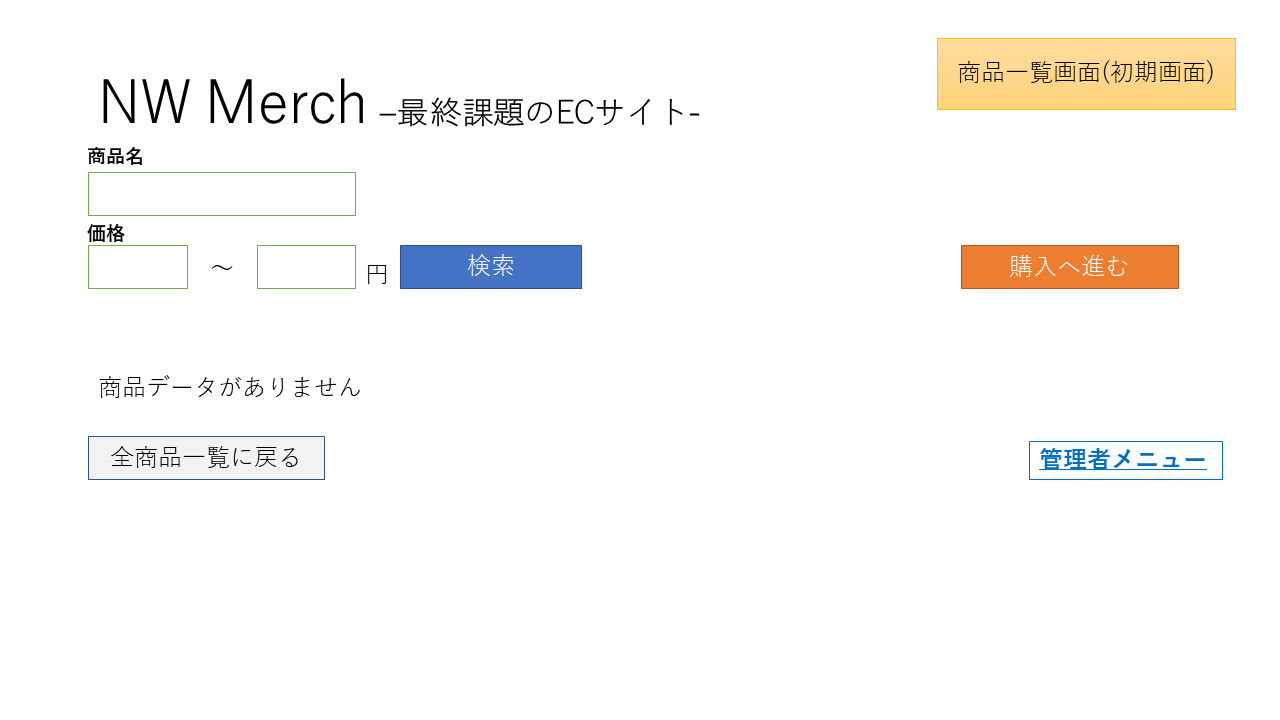 商品一覧画面(初期画面)
NW Merch –最終課題のECサイト-
商品名
価格
～ 円 検索 購入へ進む
商品データがありません
全商品一覧に戻る 管理者メニュー